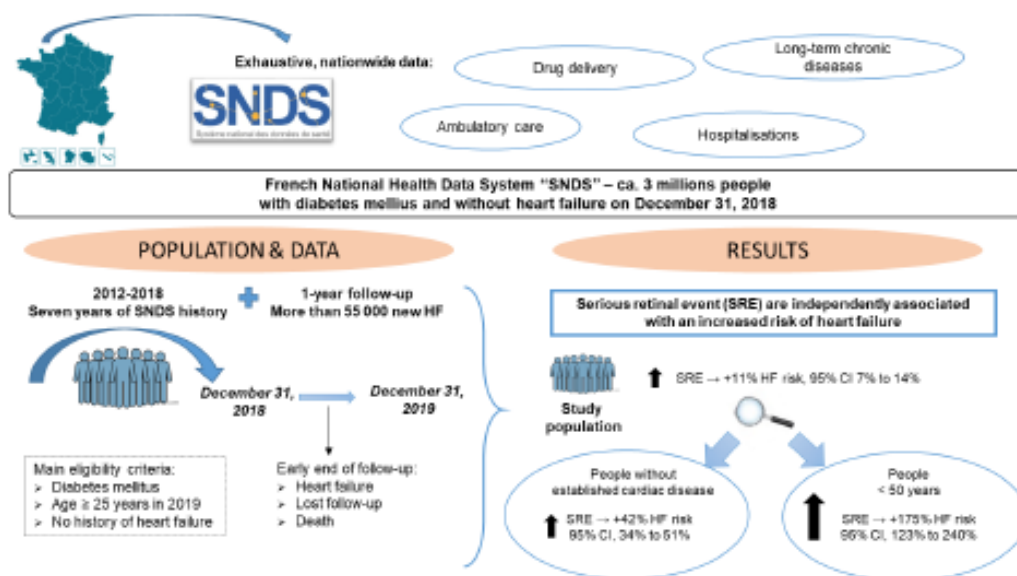 Exhaustive, nationwide data:
SNDS
Système national des données de santé
Drug delivery
Long-term chronic
diseases
Ambulatory care
Hospitalisations
French National Health Data System "SNDS" – ca. 3 millions people
with diabetes mellius and without heart failure on December 31, 2018
POPULATION & DATA
2012-2018
Seven years of SNDS history
1-year follow-up
More than 55 000 new HF
December 31,
2018
December 31,
2019
Main eligibility criteria:
➢ Diabetes mellitus
➢ Age ≥ 25 years in 2019
➢ No history of heart failure
Early end of follow-up:
➢ Heart failure
➢ Lost follow-up
➢ Death
RESULTS
Serious retinal event (SRE) are independently associated
with an increased risk of heart failure
SRE → +11% HF risk, 95% CI 7% to 14%
Study
population
People without
established cardiac disease
SRE → +42% HF risk
95% CI, 34% to 51%
People
< 50 years
SRE → +175% HF risk
95% CI, 123% to 240%